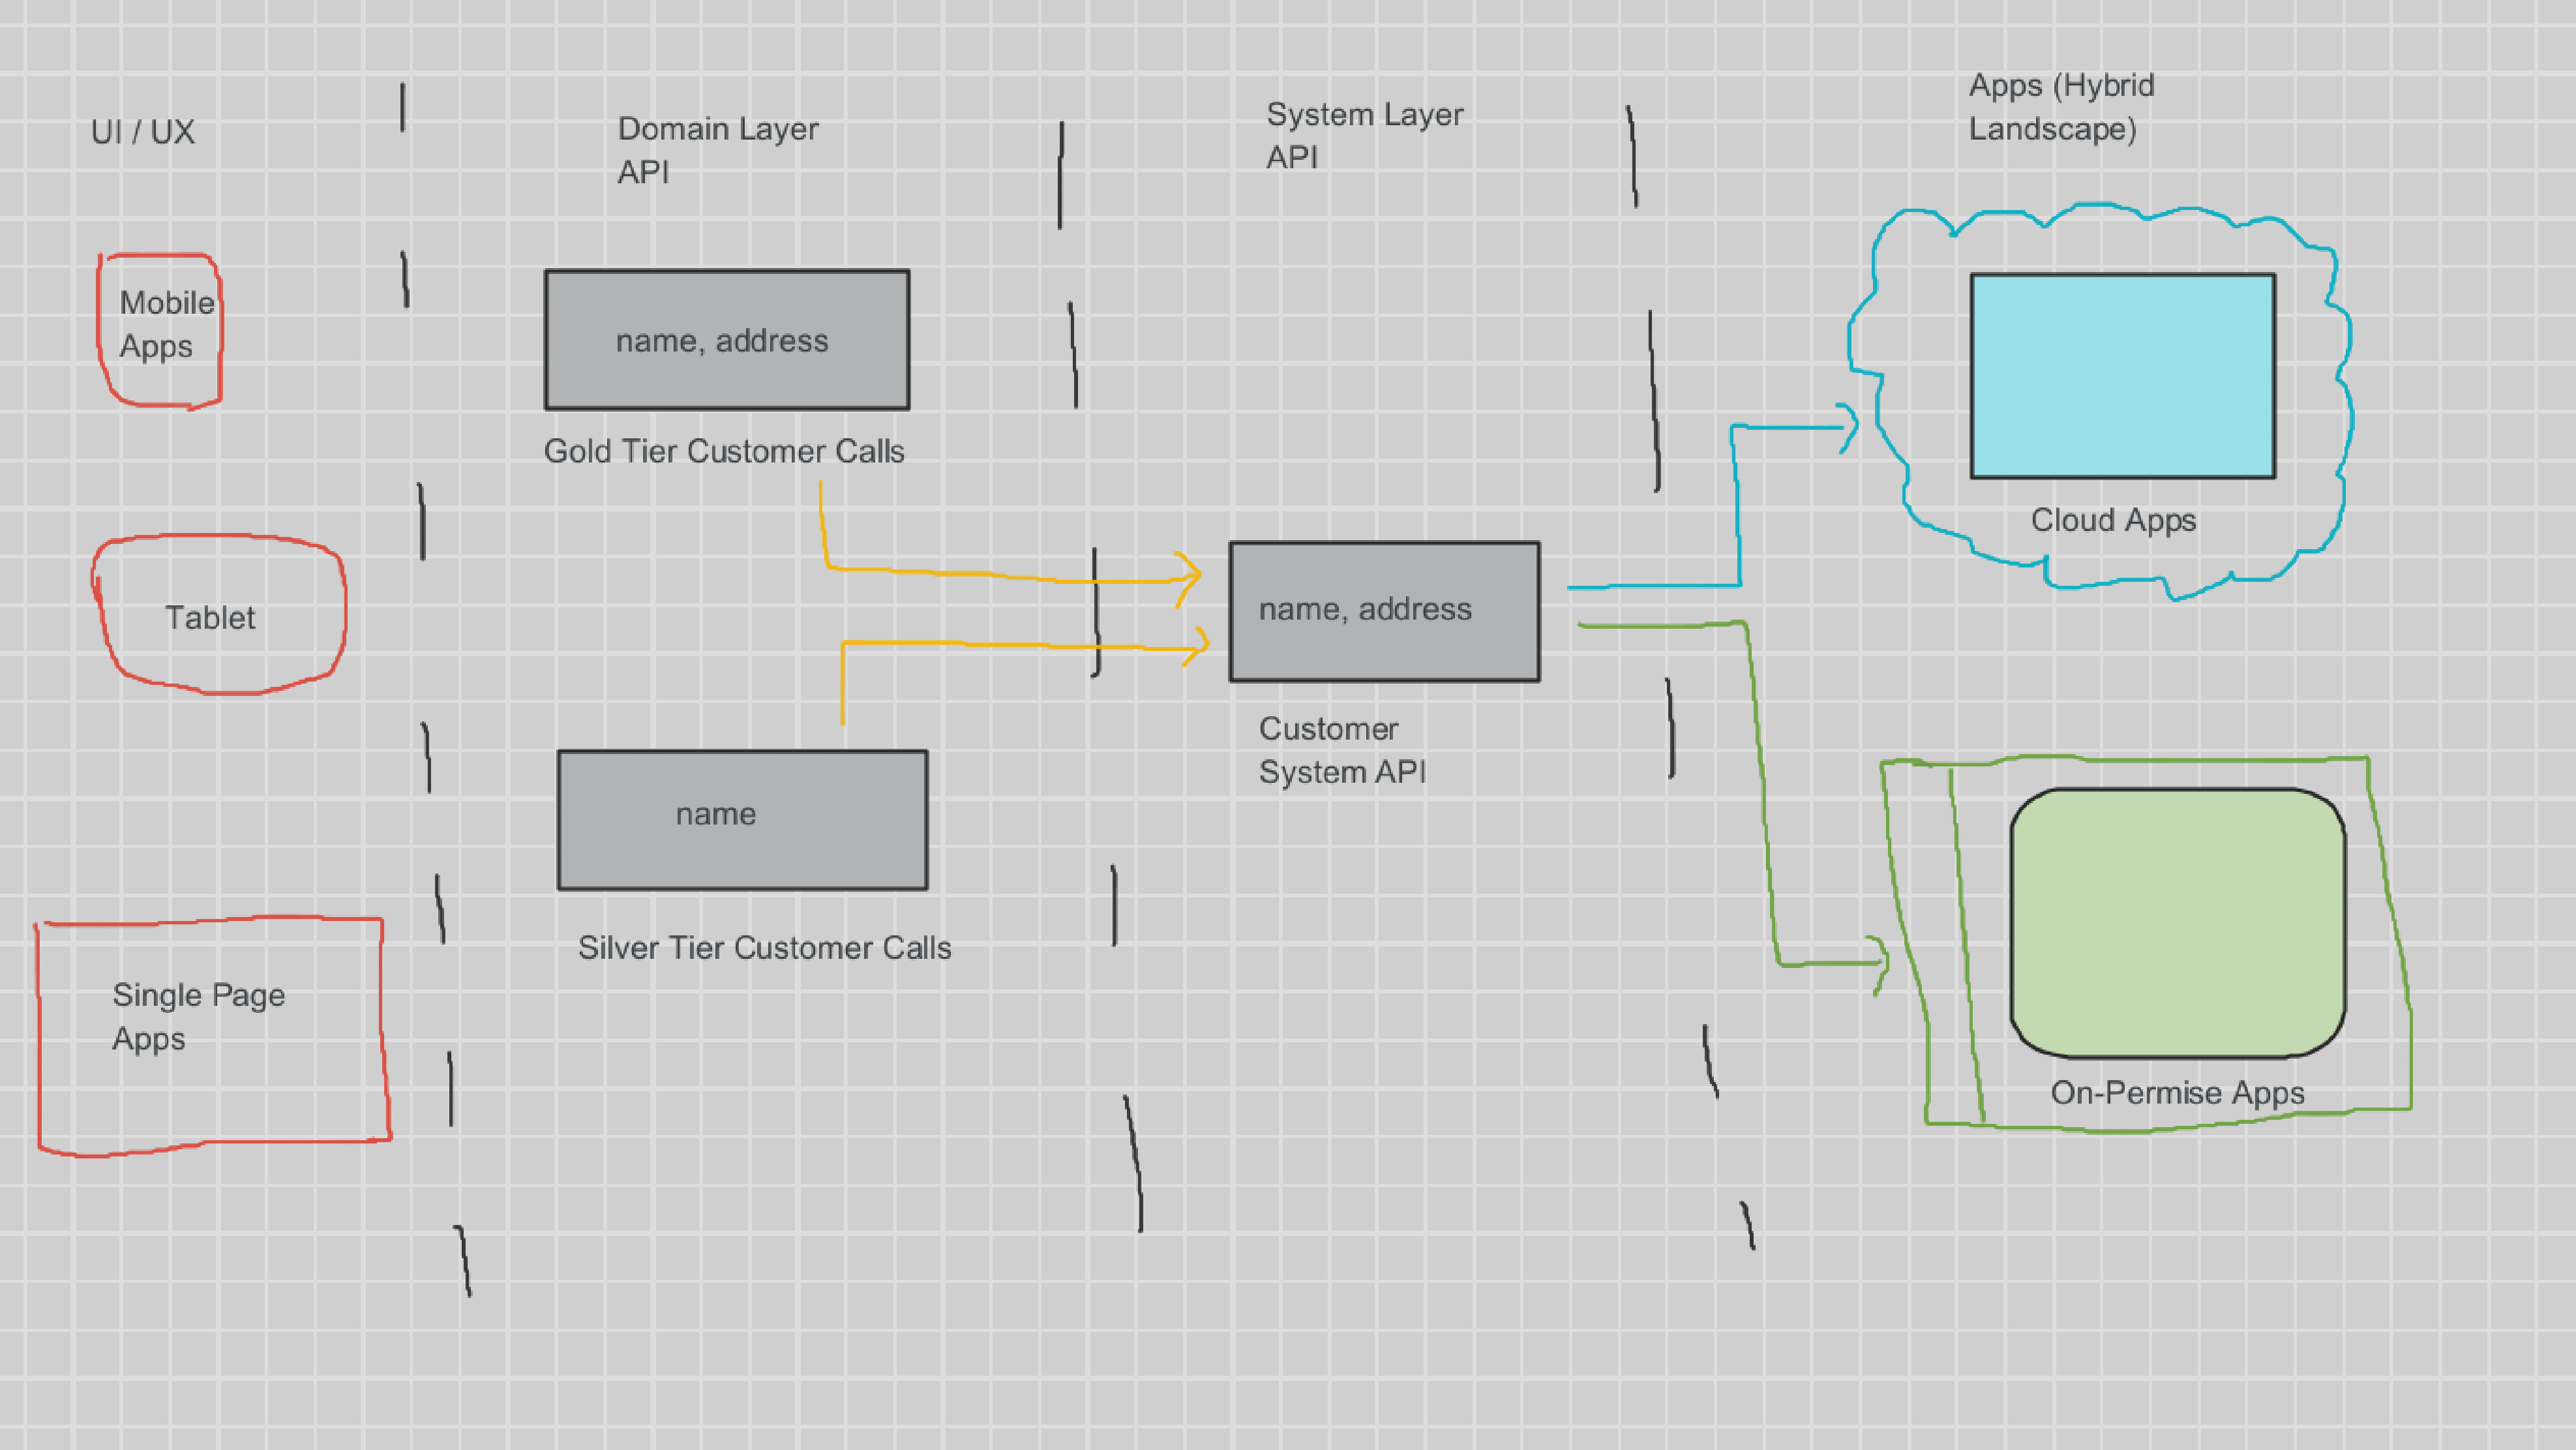 UI / UX
Mobile
Apps
Tablet
Single Page
Apps
Domain Layer
API
name, address
Gold Tier Customer Calls
name
Silver Tier Customer Calls
System Layer
API
name, address
Customer
System API
Apps (Hybrid
Landscape)
Cloud Apps
On-Permise Apps